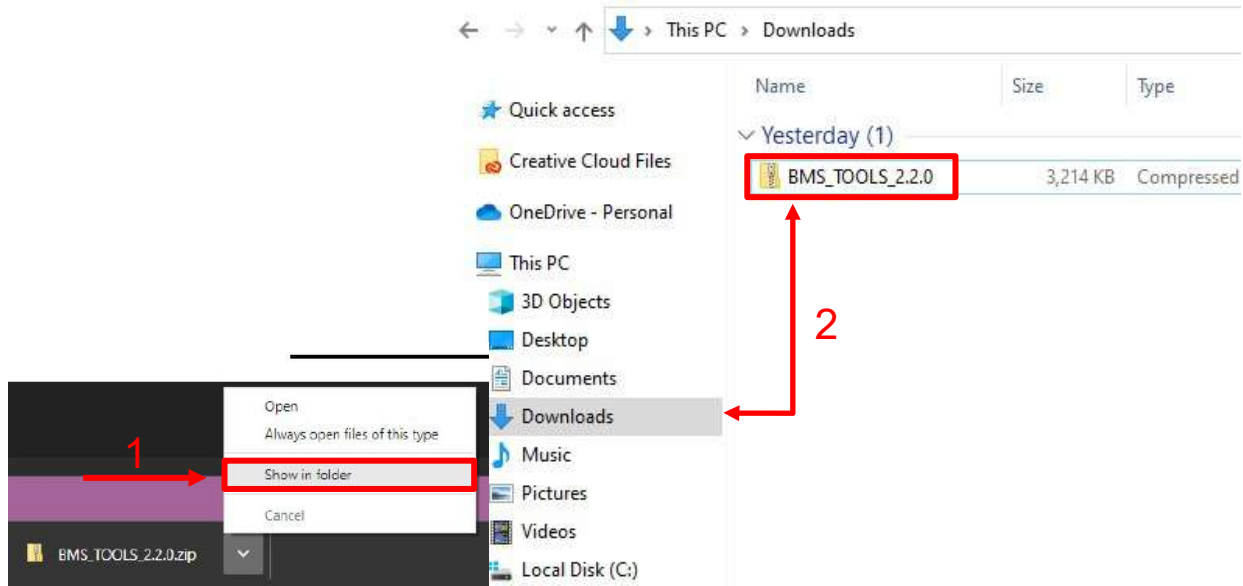 This PC > Downloads
Name Size Type
Quick access
Yesterday (1)
Creative Cloud Files
BMS_TOOLS_2.2.0 3,214 KB Compressed
OneDrive - Personal
This PC
3D Objects
Desktop
2
Documents
Downloads
Music
Pictures
Videos
Local Disk (C:)
Open
Always open files of this type
1
Show in folder
Cancel
BMS_TOOLS_2.2.0.zip